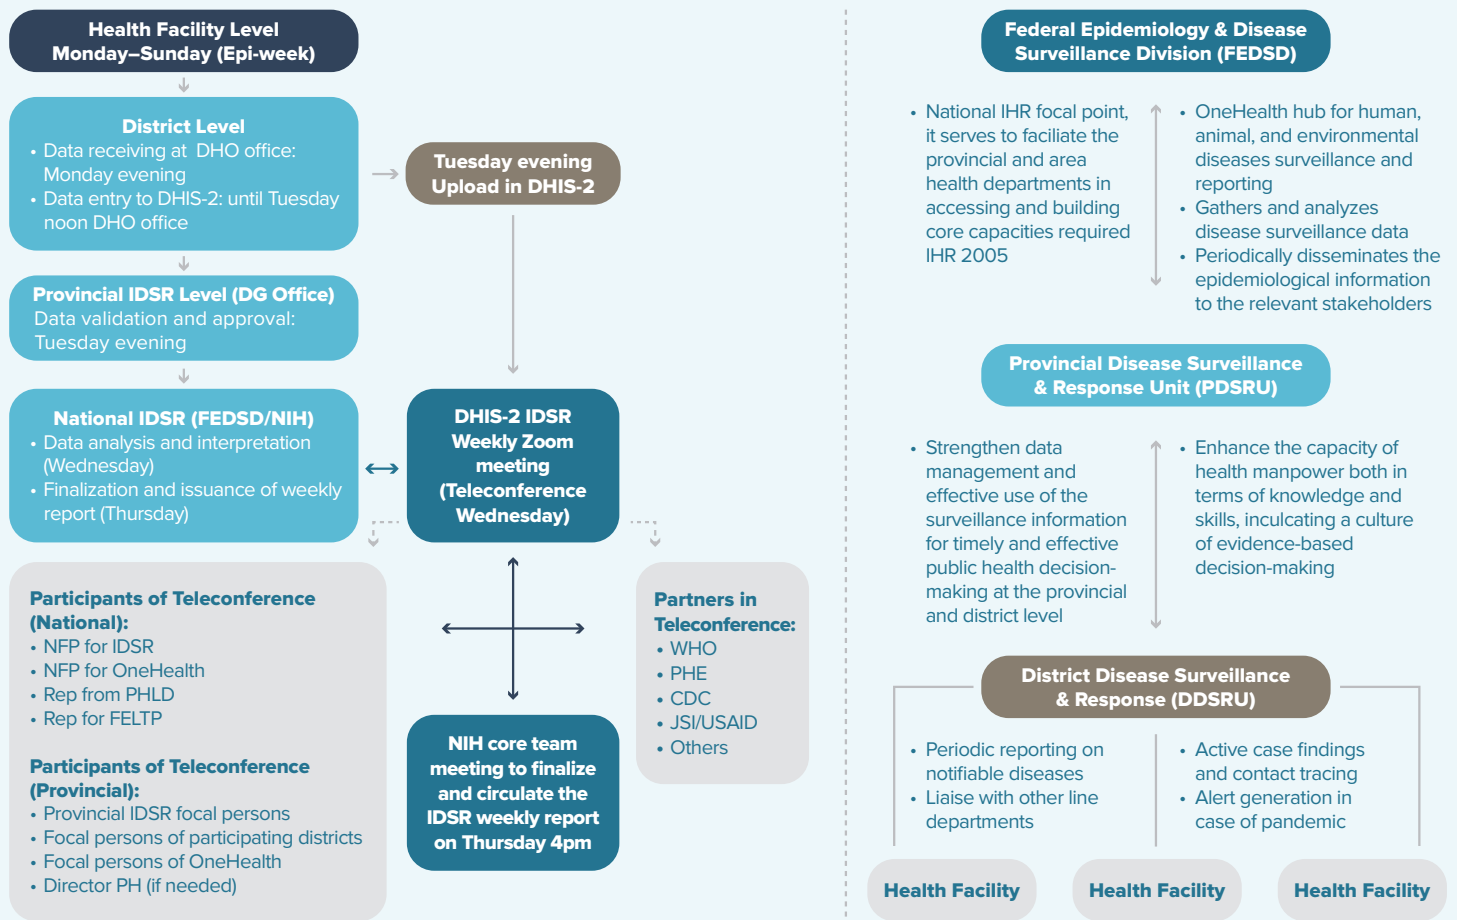 Health Facility Level
Monday–Sunday (Epi-week)
District Level
• Data receiving at DHO office:
Monday evening
• Data entry to DHIS-2: until Tuesday
noon DHO office
Tuesday evening
Upload in DHIS-2
Provincial IDSR Level (DG Office)
Data validation and approval:
Tuesday evening
National IDSR (FEDSD/NIH)
• Data analysis and interpretation
(Wednesday)
• Finalization and issuance of weekly
report (Thursday)
DHIS-2 IDSR
Weekly Zoom
meeting
(Teleconference
Wednesday)
Participants of Teleconference
(National):
• NFP for IDSR
• NFP for OneHealth
• Rep from PHLD
• Rep for FELTP
Participants of Teleconference
(Provincial):
• Provincial IDSR focal persons
• Focal persons of participating districts
• Focal persons of OneHealth
• Director PH (if needed)
NIH core team
meeting to finalize
and circulate the
IDSR weekly report
on Thursday 4pm
Partners in
Teleconference:
• WHO
• PHE
• CDC
• JSI/USAID
• Others
Federal Epidemiology & Disease
Surveillance Division (FEDSD)
• National IHR focal point,
it serves to faciliate the
provincial and area
health departments in
accessing and building
core capacities required
IHR 2005
• OneHealth hub for human,
animal, and environmental
diseases surveillance and
reporting
• Gathers and analyzes
disease surveillance data
• Periodically disseminates the
epidemiological information
to the relevant stakeholders
Provincial Disease Surveillance
& Response Unit (PDSRU)
• Strengthen data
management and
effective use of the
surveillance information
for timely and effective
public health decision-
making at the provincial
and district level
• Enhance the capacity of
health manpower both in
terms of knowledge and
skills, inculcating a culture
of evidence-based
decision-making
District Disease Surveillance
& Response (DDSRU)
• Periodic reporting on
notifiable diseases
• Liaise with other line
departments
• Active case findings
and contact tracing
• Alert generation in
case of pandemic
Health Facility
Health Facility
Health Facility